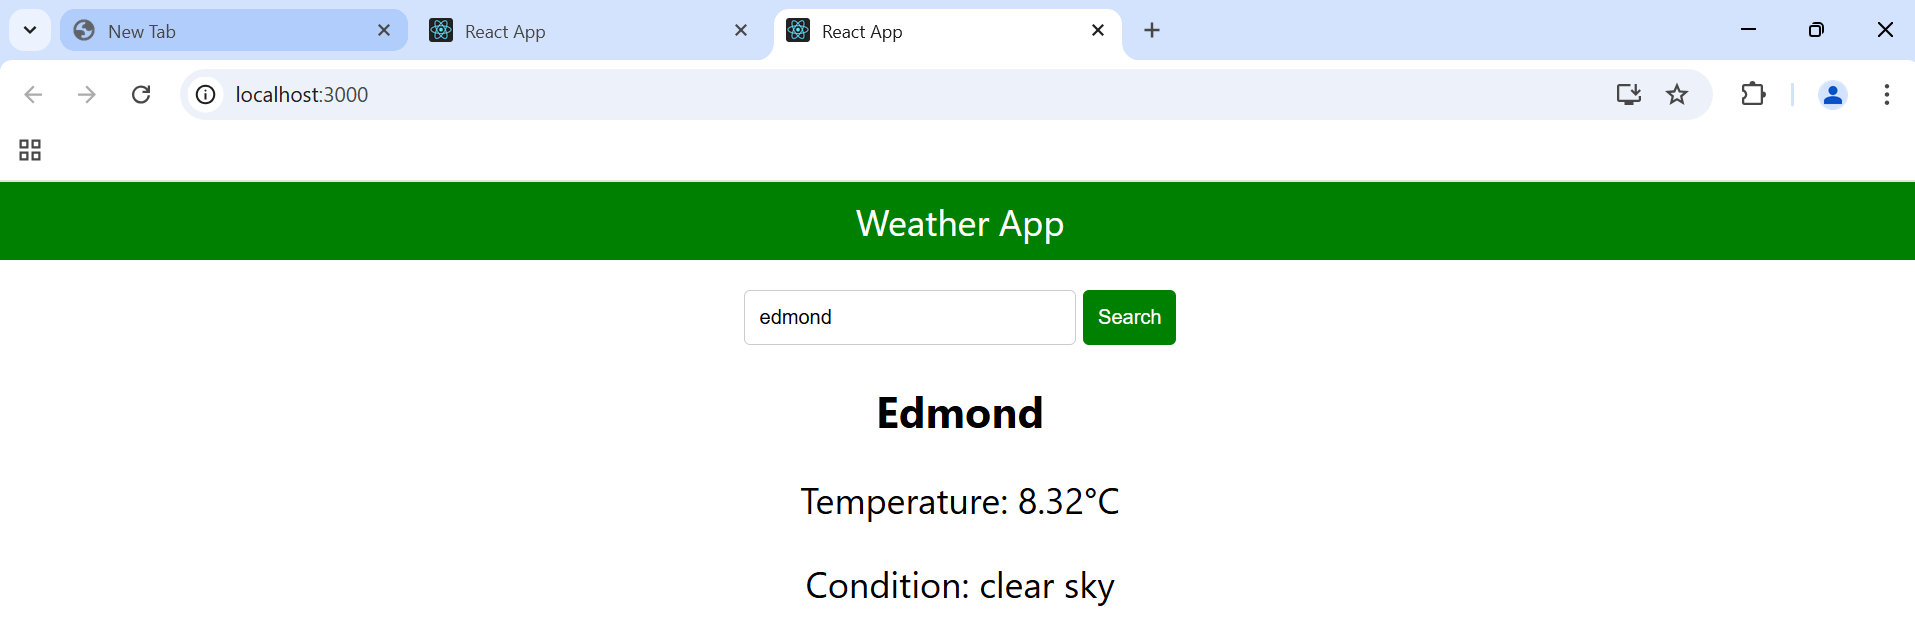 New Tab
React App
React App
localhost:3000
Weather App
edmond
Search
Edmond
Temperature: 8.32°C
Condition: clear sky